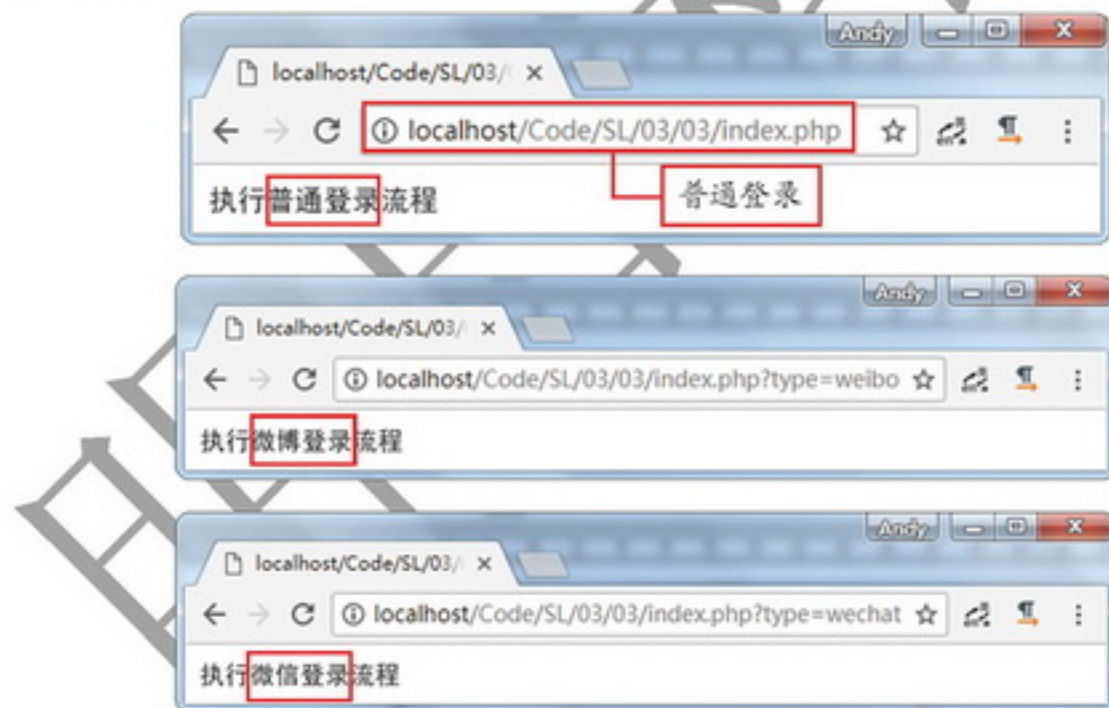 Andy
localhost/Code/SL/03/
localhost/Code/SL/03/03/index.php
执行普通登录流程
普通登录
Andy
localhost/Code/SL/03/
localhost/Code/SL/03/03/index.php?type=weibo
执行微博登录流程
Andy
localhost/Code/SL/03/
localhost/Code/SL/03/03/index.php?type=wechat
执行微信登录流程